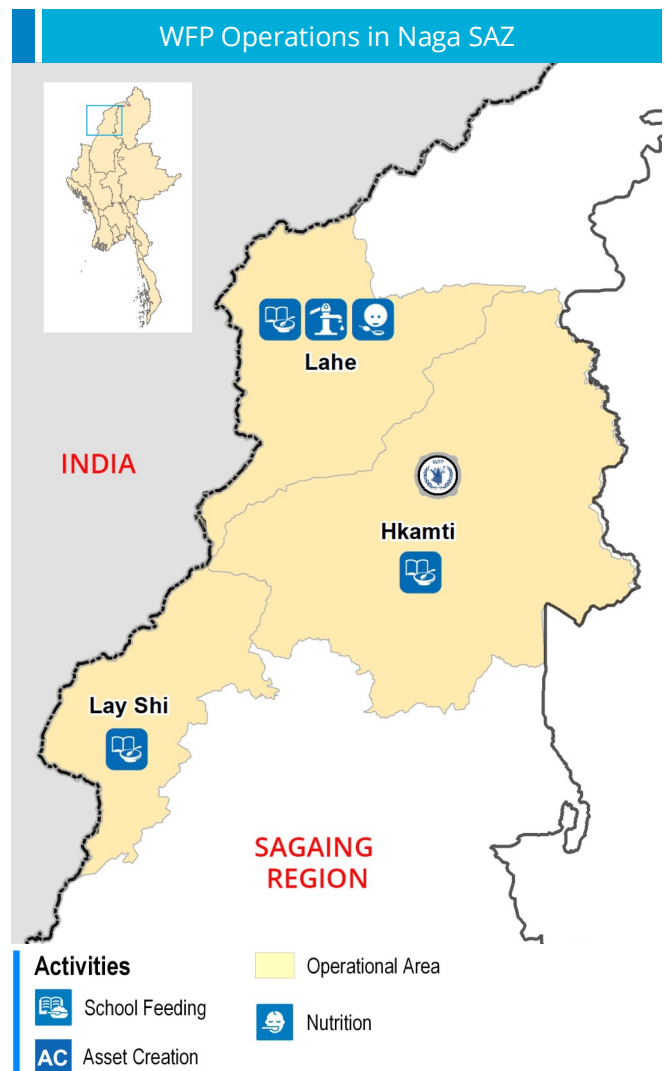 WFP Operations in Naga SAZ
Lahe
INDIA
WFP
Hkamti
Lay Shi
SAGAING
REGION
Activities
Operational Area
School Feeding
Nutrition
AC Asset Creation